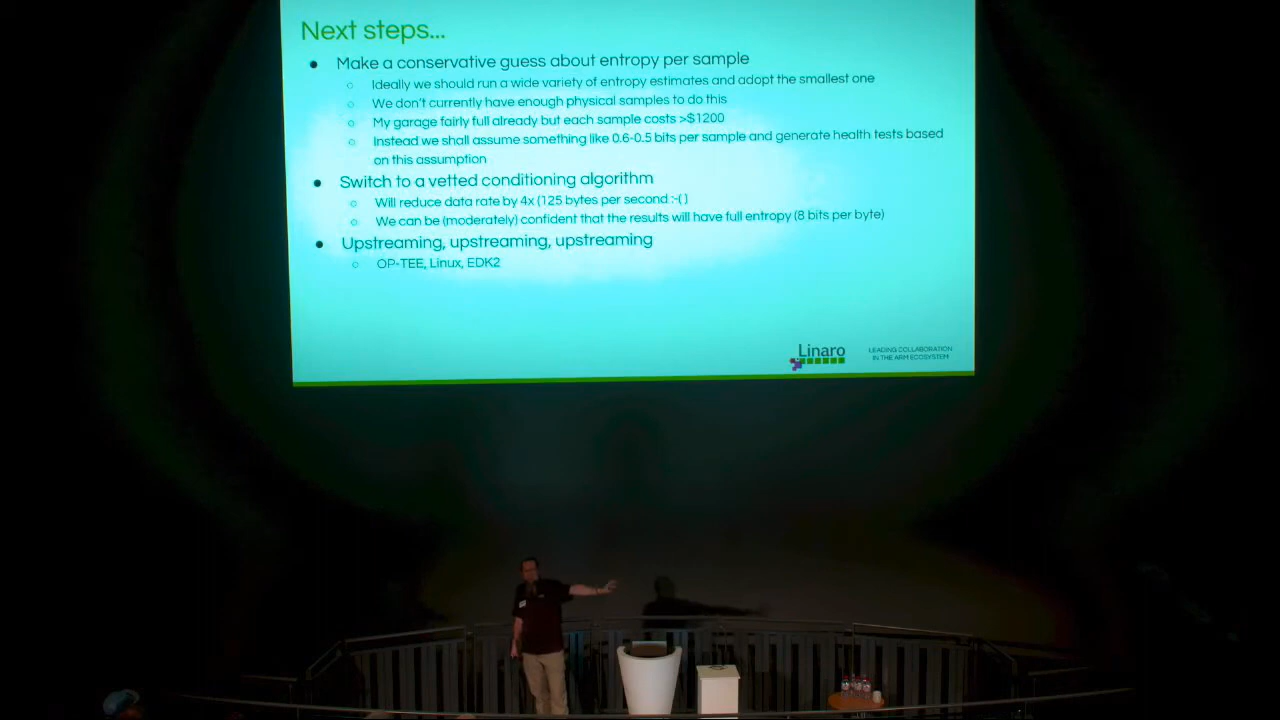 Next steps...
● Make a conservative guess about entropy per sample
○ Ideally we should run a wide variety of entropy estimates and adopt the smallest one
○ We don't currently have enough physical samples to do this
○ My garage fairly full already but each sample costs >$1200
○ Instead we shall assume something like 0.6-0.5 bits per sample and generate health tests based
on this assumption
● Switch to a vetted conditioning algorithm
○ Will reduce data rate by 4x (125 bytes per second :-( )
○ We can be (moderately) confident that the results will have full entropy (8 bits per byte)
● Upstreaming, upstreaming, upstreaming
○ OP-TEE, Linux, EDK2
Linaro
LEADING COLLABORATION
IN THE ARM ECOSYSTEM